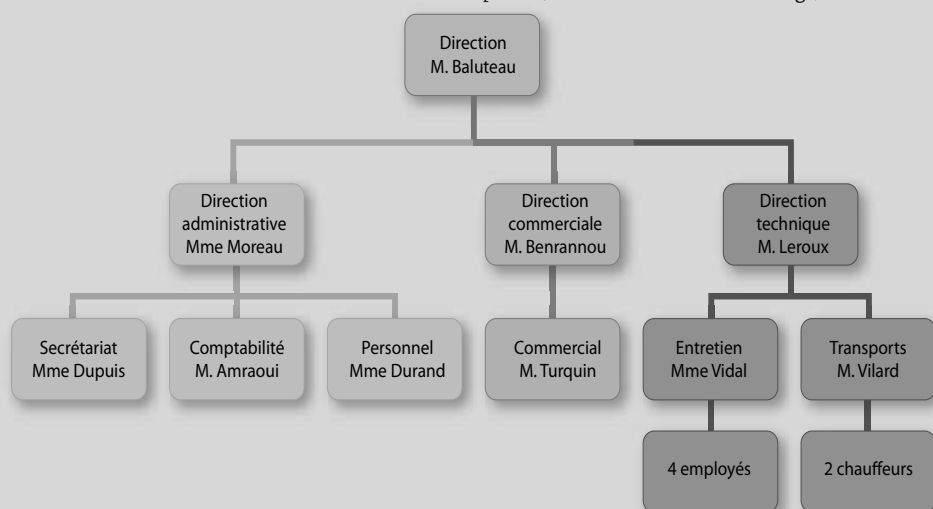 Direction
M. Baluteau
Direction
administrative
Mme Moreau
Direction
commerciale
M. Benrannou
Direction
technique
M. Leroux
Secrétariat
Mme Dupuis
Comptabilité
M. Amraoui
Personnel
Mme Durand
Commercial
M. Turquin
Entretien
Mme Vidal
Transports
M. Vilard
4 employés
2 chauffeurs